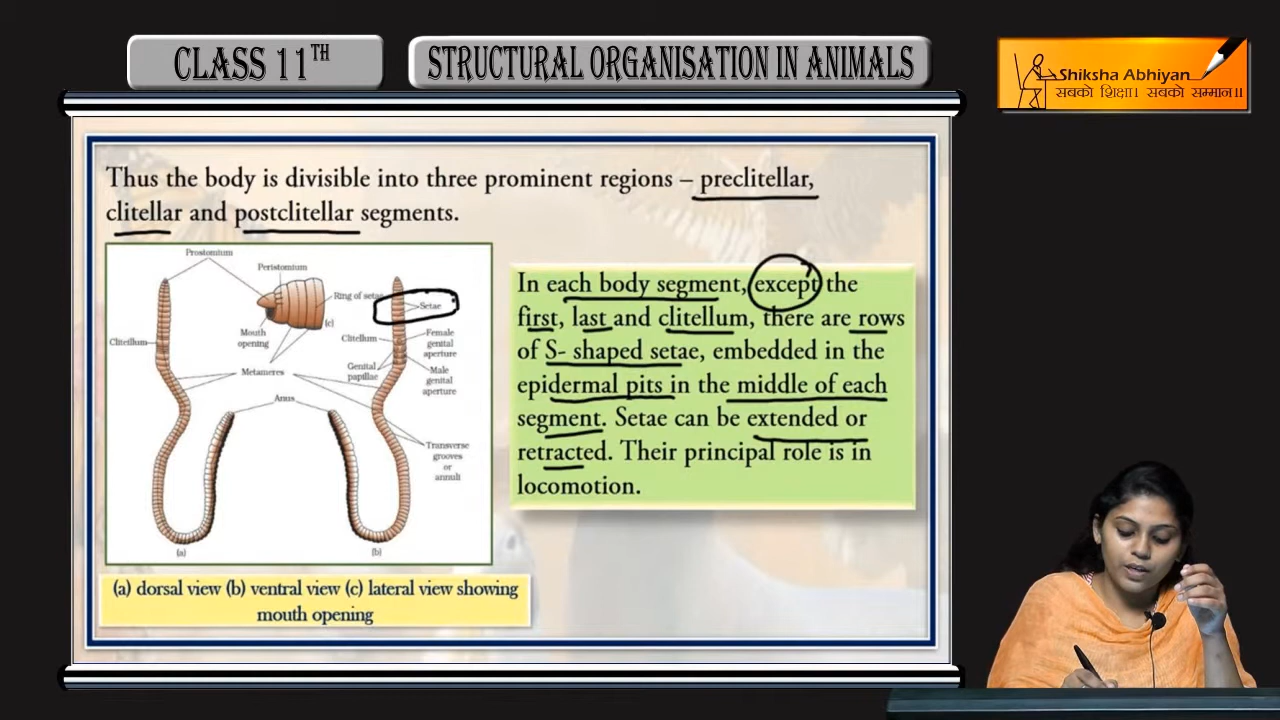 CLASS 11TH
STRUCTURAL ORGANISATION IN ANIMALS
Shiksha Abhiyan
सबको शिक्षा। सबको सम्मान।।
Thus the body is divisible into three prominent regions – preclitellar,
clitellar and postclitellar segments.
Prostomium
Peristomium
Ring of setae
Setae
(c)
Mouth
opening
Clitellum
Clitellum
Female
genital
aperture
Genital
papillae
Male
genital
aperture
Metameres
Anus
Transverse
grooves
or
annuli
(a)
(b)
In each body segment, except the
first, last and clitellum, there are rows
of S- shaped setae, embedded in the
epidermal pits in the middle of each
segment. Setae can be extended or
retracted. Their principal role is in
locomotion.
(a) dorsal view (b) ventral view (c) lateral view showing
mouth opening